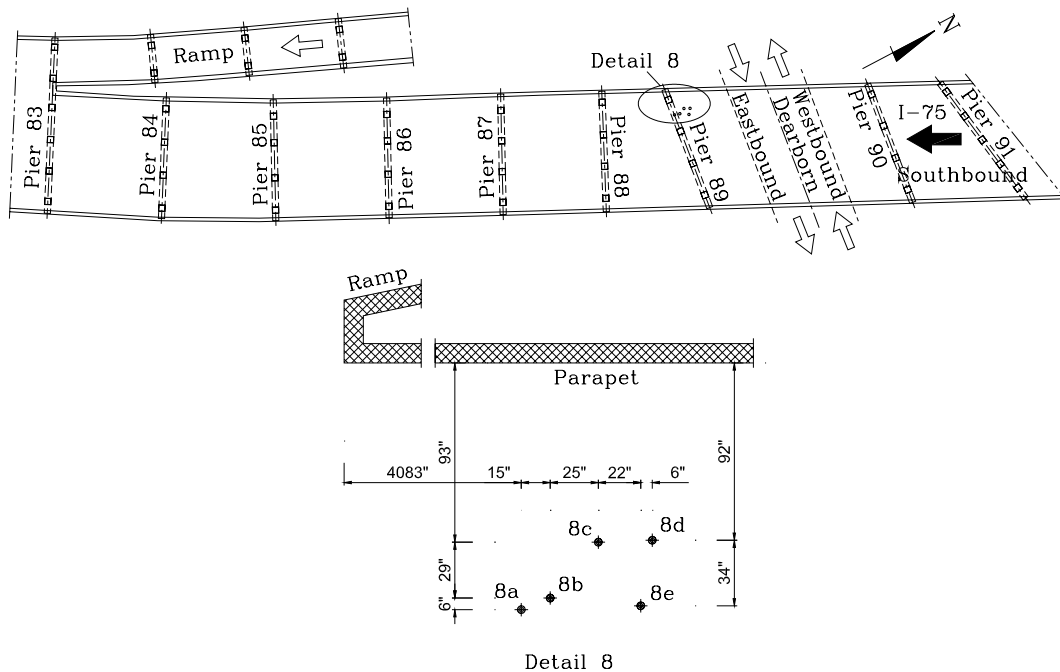 Ramp
Detail 8
N
Pier 83
Pier 84
Pier 85
Pier 86
Pier 87
Pier 88
Pier 89
Eastbound
Dearborn
Westbound
Pier 90
I-75
Southbound
Pier 91
Ramp
Parapet
93"
92"
4083"
15"
25"
22"
6"
8c
8d
29"
34"
8a
8b
8e
6"
Detail 8